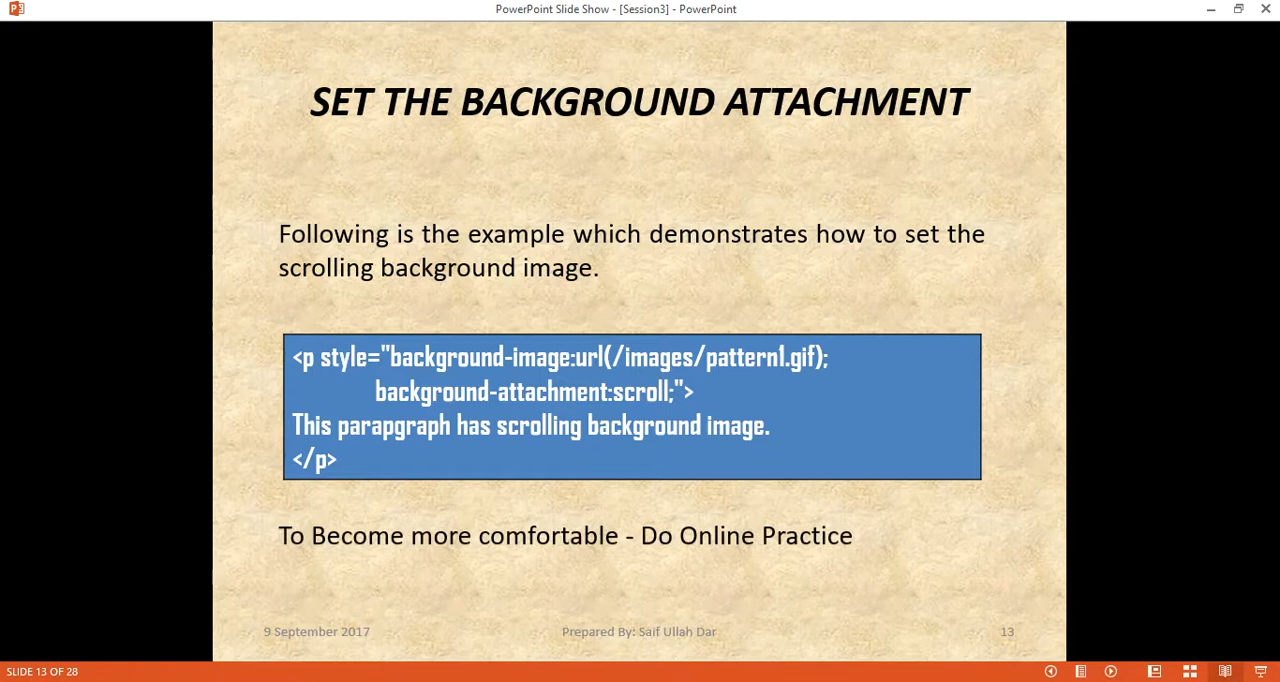 PowerPoint Slide Show - [Session3] - PowerPoint
SET THE BACKGROUND ATTACHMENT
Following is the example which demonstrates how to set the
scrolling background image.
<p style="background-image:url(/images/pattern1.gif);
background-attachment:scroll;">
This parapgraph has scrolling background image.
</p>
To Become more comfortable - Do Online Practice
9 September 2017
Prepared By: Saif Ullah Dar
13
SLIDE 13 OF 28